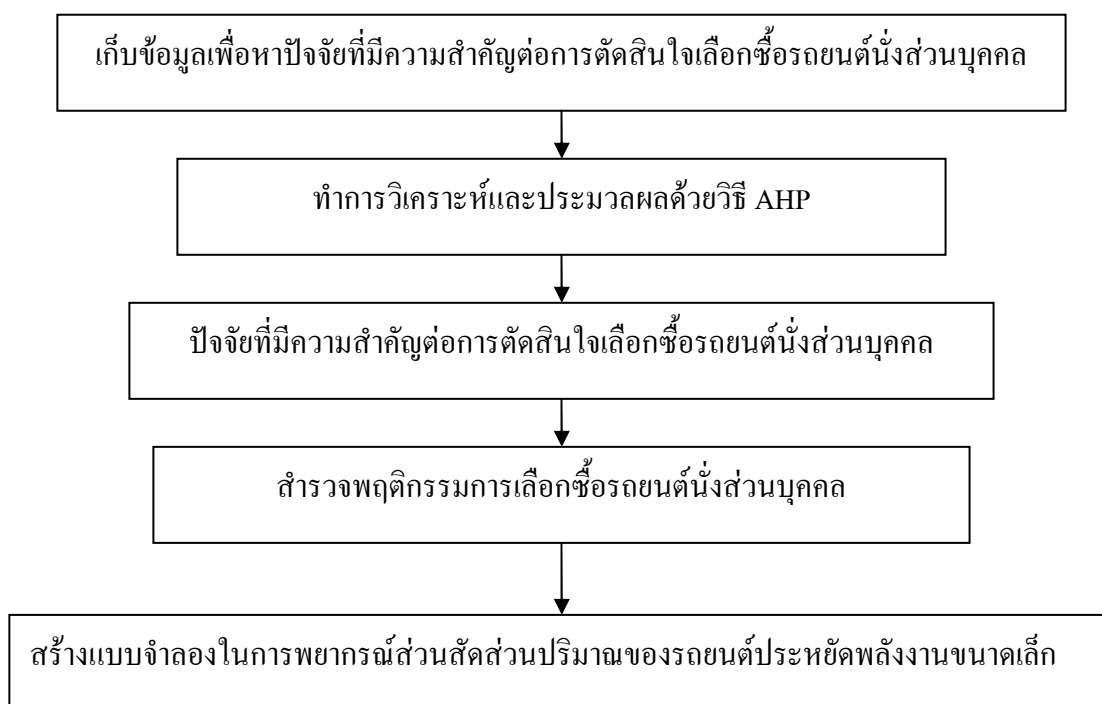 เก็บข้อมูลเพื่อหาปัจจัยที่มีความสำคัญต่อการตัดสินใจเลือกซื้อรถยนต์นั่งส่วนบุคคล
ทำการวิเคราะห์และประมวลผลด้วยวิธี AHP
ปัจจัยที่มีความสำคัญต่อการตัดสินใจเลือกซื้อรถยนต์นั่งส่วนบุคคล
สำรวจพฤติกรรมการเลือกซื้อรถยนต์นั่งส่วนบุคคล
สร้างแบบจำลองในการพยากรณ์ส่วนสัดส่วนปริมาณของรถยนต์ประหยัดพลังงานขนาดเล็ก